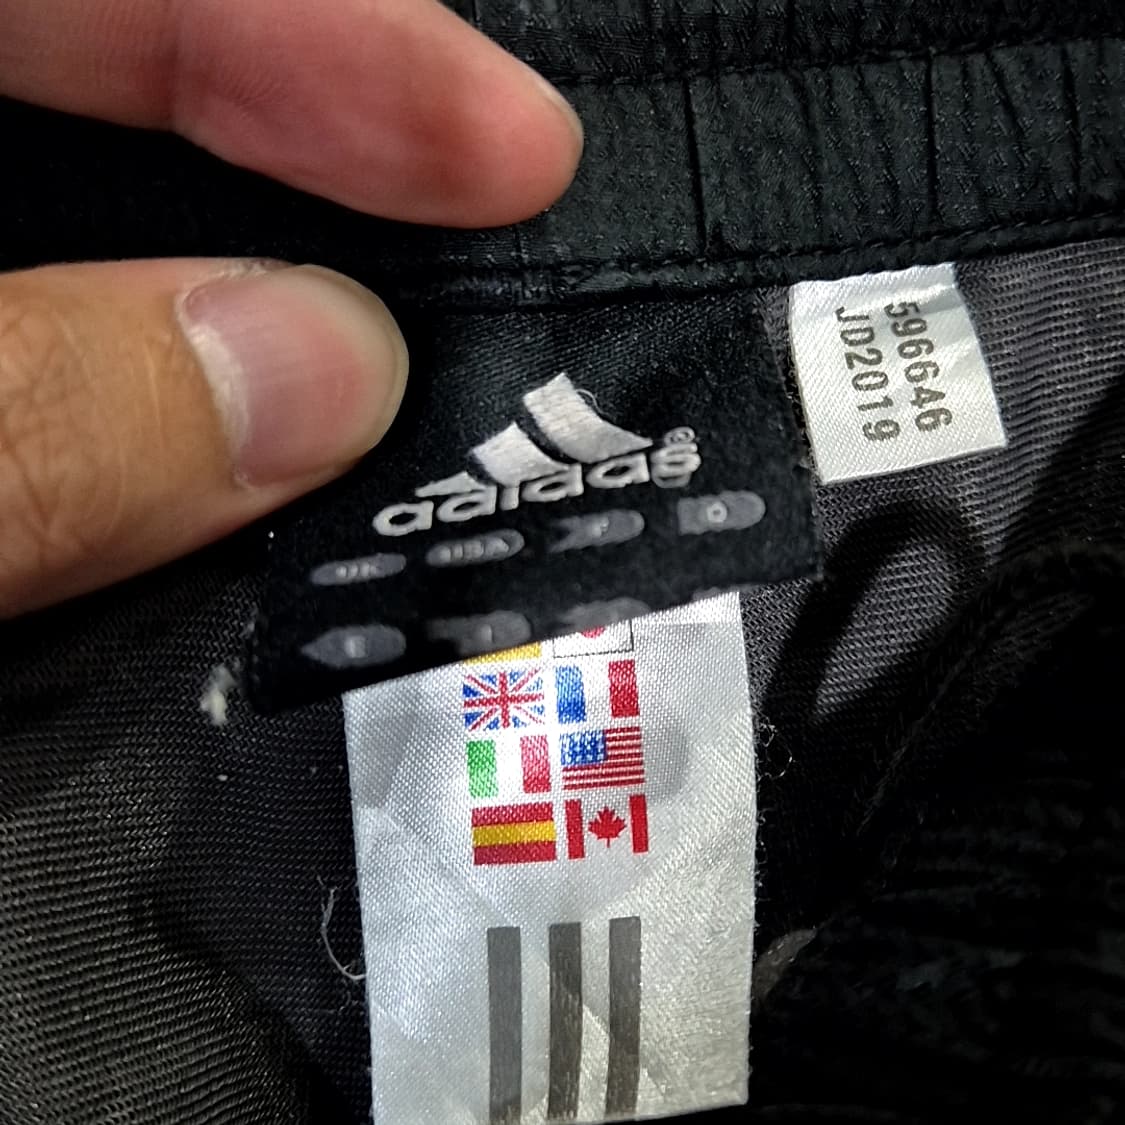 adidas®
UK USA F D
E I
596646
JD2019